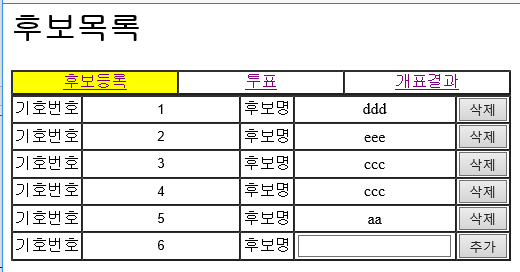 후보목록
후보등록 투표 개표결과
기호번호 1 후보명 ddd 삭제
기호번호 2 후보명 eee 삭제
기호번호 3 후보명 ccc 삭제
기호번호 4 후보명 ccc 삭제
기호번호 5 후보명 aa 삭제
기호번호 6 후보명 추가